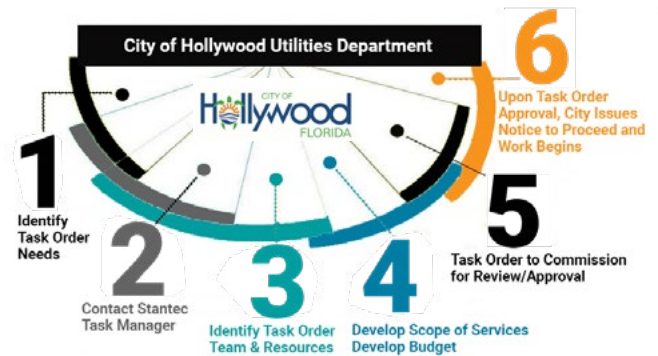 City of Hollywood Utilities Department
CITY OF
Hollywood
FLORIDA
1
Identify
Task Order
Needs
2
Contact Stantec
Task Manager
3
Identify Task Order
Team & Resources
4
Develop Scope of Services
Develop Budget
5
Task Order to Commission
for Review/Approval
6
Upon Task Order
Approval, City Issues
Notice to Proceed and
Work Begins